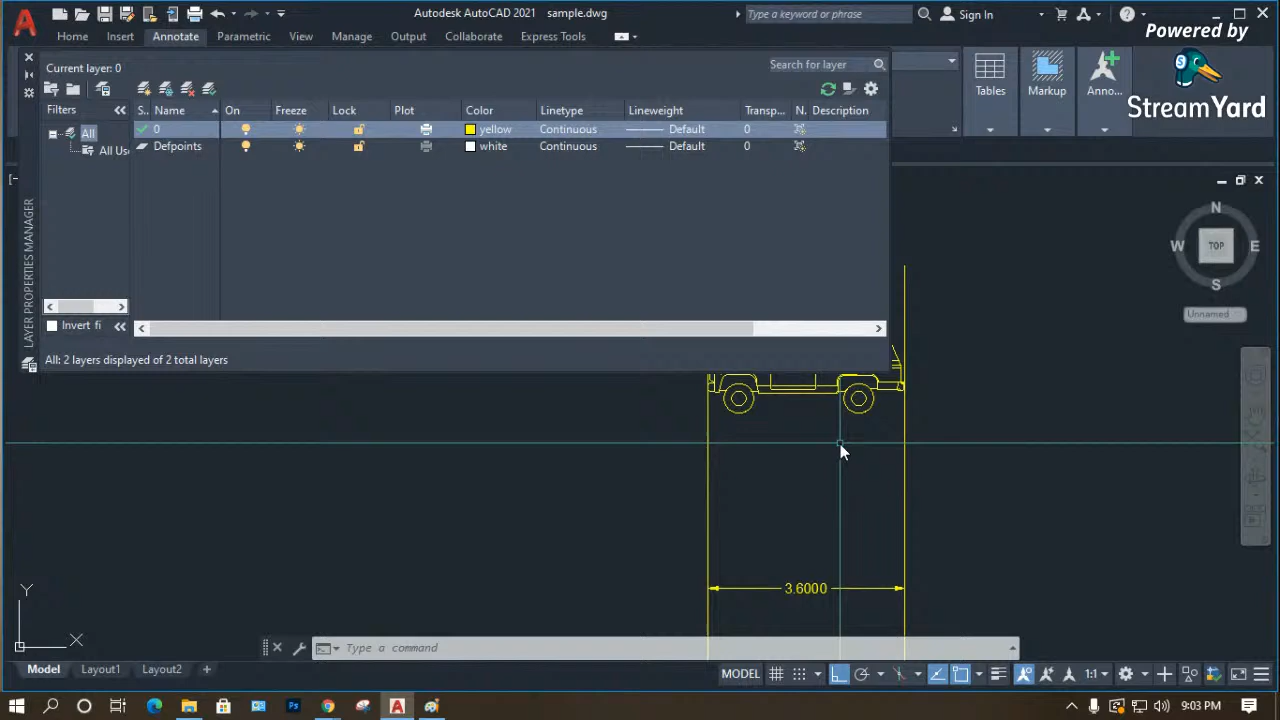 Autodesk AutoCAD 2021 sample.dwg
Type a keyword or phrase
Sign In
Powered by
StreamYard
Home Insert Annotate Parametric View Manage Output Collaborate Express Tools
Current layer: 0
Search for layer
Tables Markup Anno...
Filters
S.. Name On Freeze Lock Plot Color Linetype Lineweight Transp... N. Description
All
0 yellow Continuous Default 0
All Use
Defpoints white Continuous Default 0
LAYER PROPERTIES MANAGER
Invert fi
All: 2 layers displayed of 2 total layers
N
W TOP E
S
Unnamed
3.6000
Y
X
Type a command
Model Layout1 Layout2 +
MODEL 1:1
9:03 PM